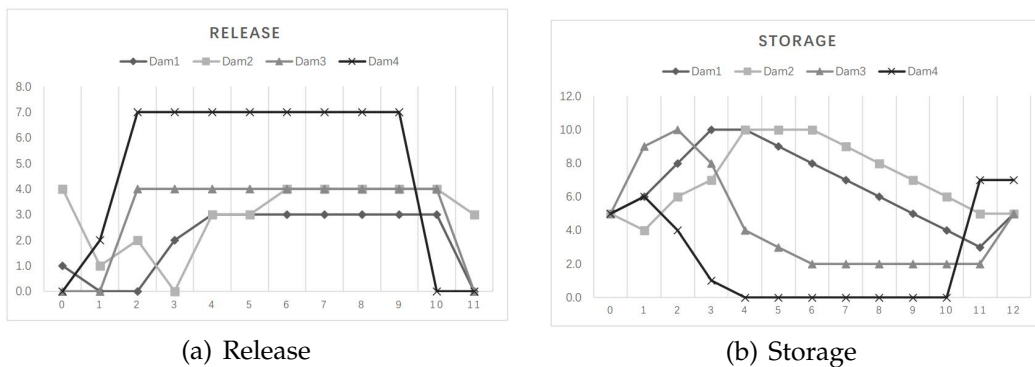 RELEASE
Dam1 Dam2 Dam3 Dam4
8.0
7.0
6.0
5.0
4.0
3.0
2.0
1.0
0.0
0 1 2 3 4 5 6 7 8 9 10 11
(a) Release
STORAGE
Dam1 Dam2 Dam3 Dam4
12.0
10.0
8.0
6.0
4.0
2.0
0.0
0 1 2 3 4 5 6 7 8 9 10 11 12
(b) Storage